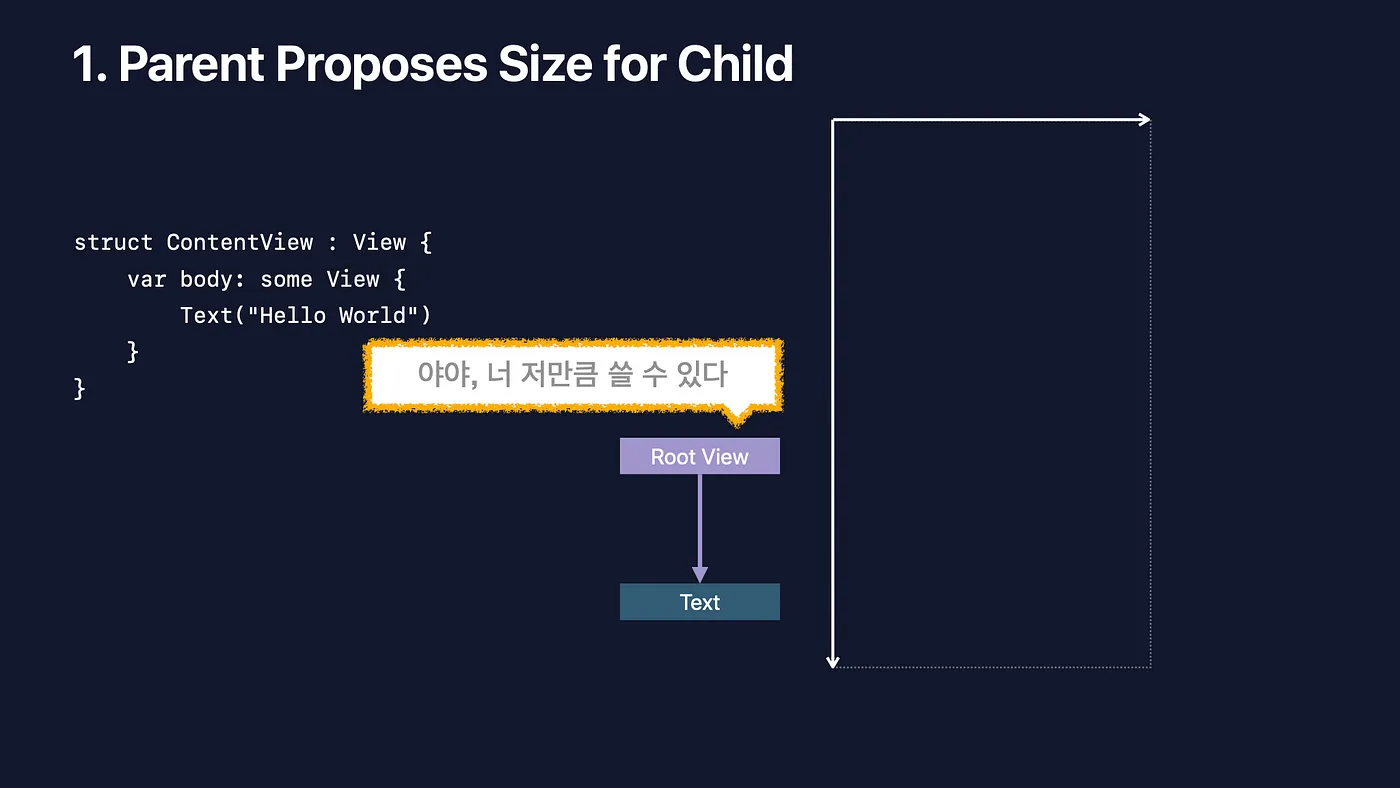 1. Parent Proposes Size for Child
struct ContentView : View {
var body: some View {
Text("Hello World")
}
}
야야, 너 저만큼 쓸 수 있다
Root View
Text